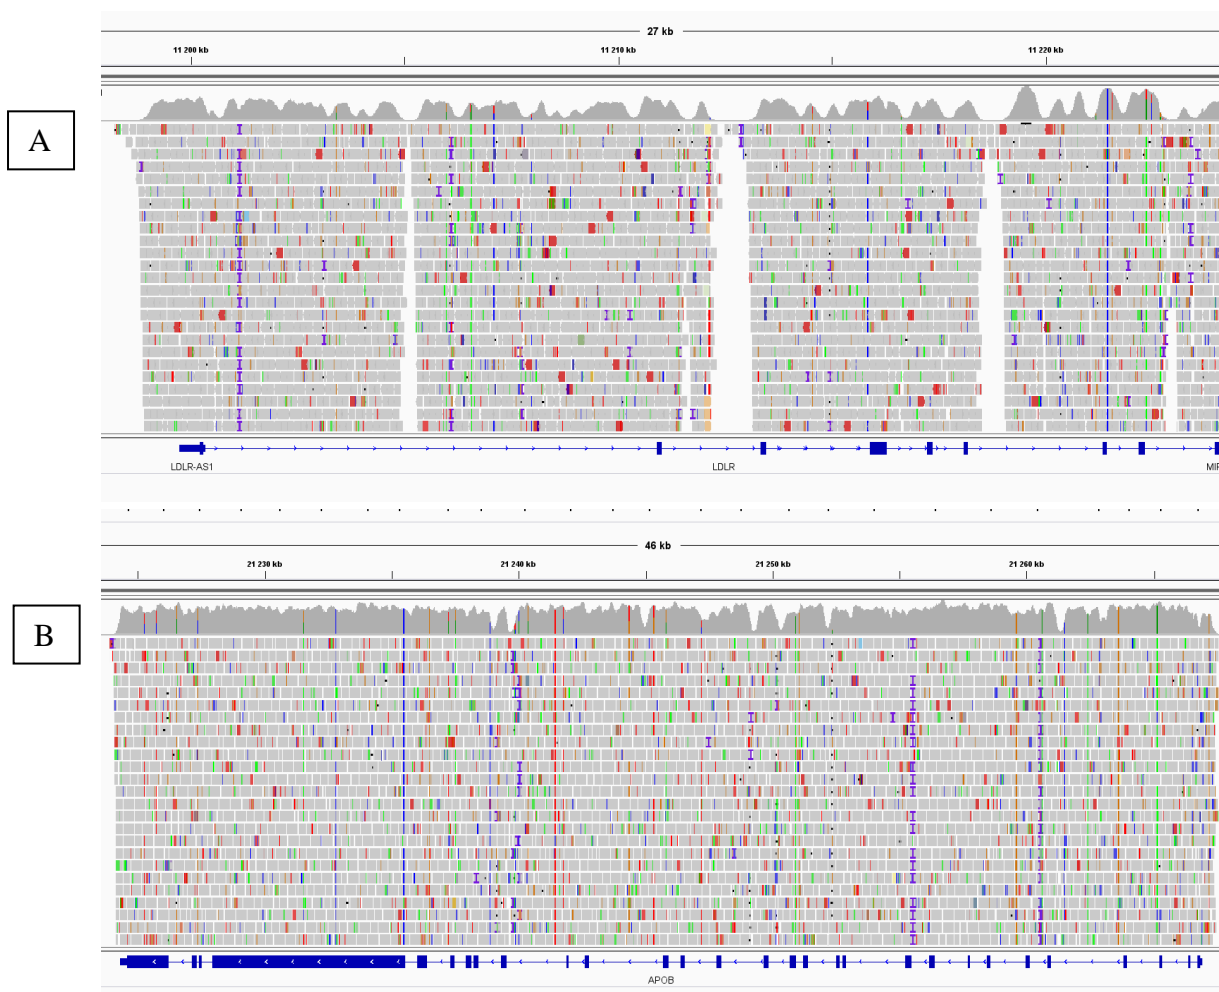 27 kb
11 200 kb 11 210 kb 11 220 kb
A
LDLR-AS1 LDLR MIR
46 kb
21 230 kb 21 240 kb 21 250 kb 21 260 kb
B
APOB